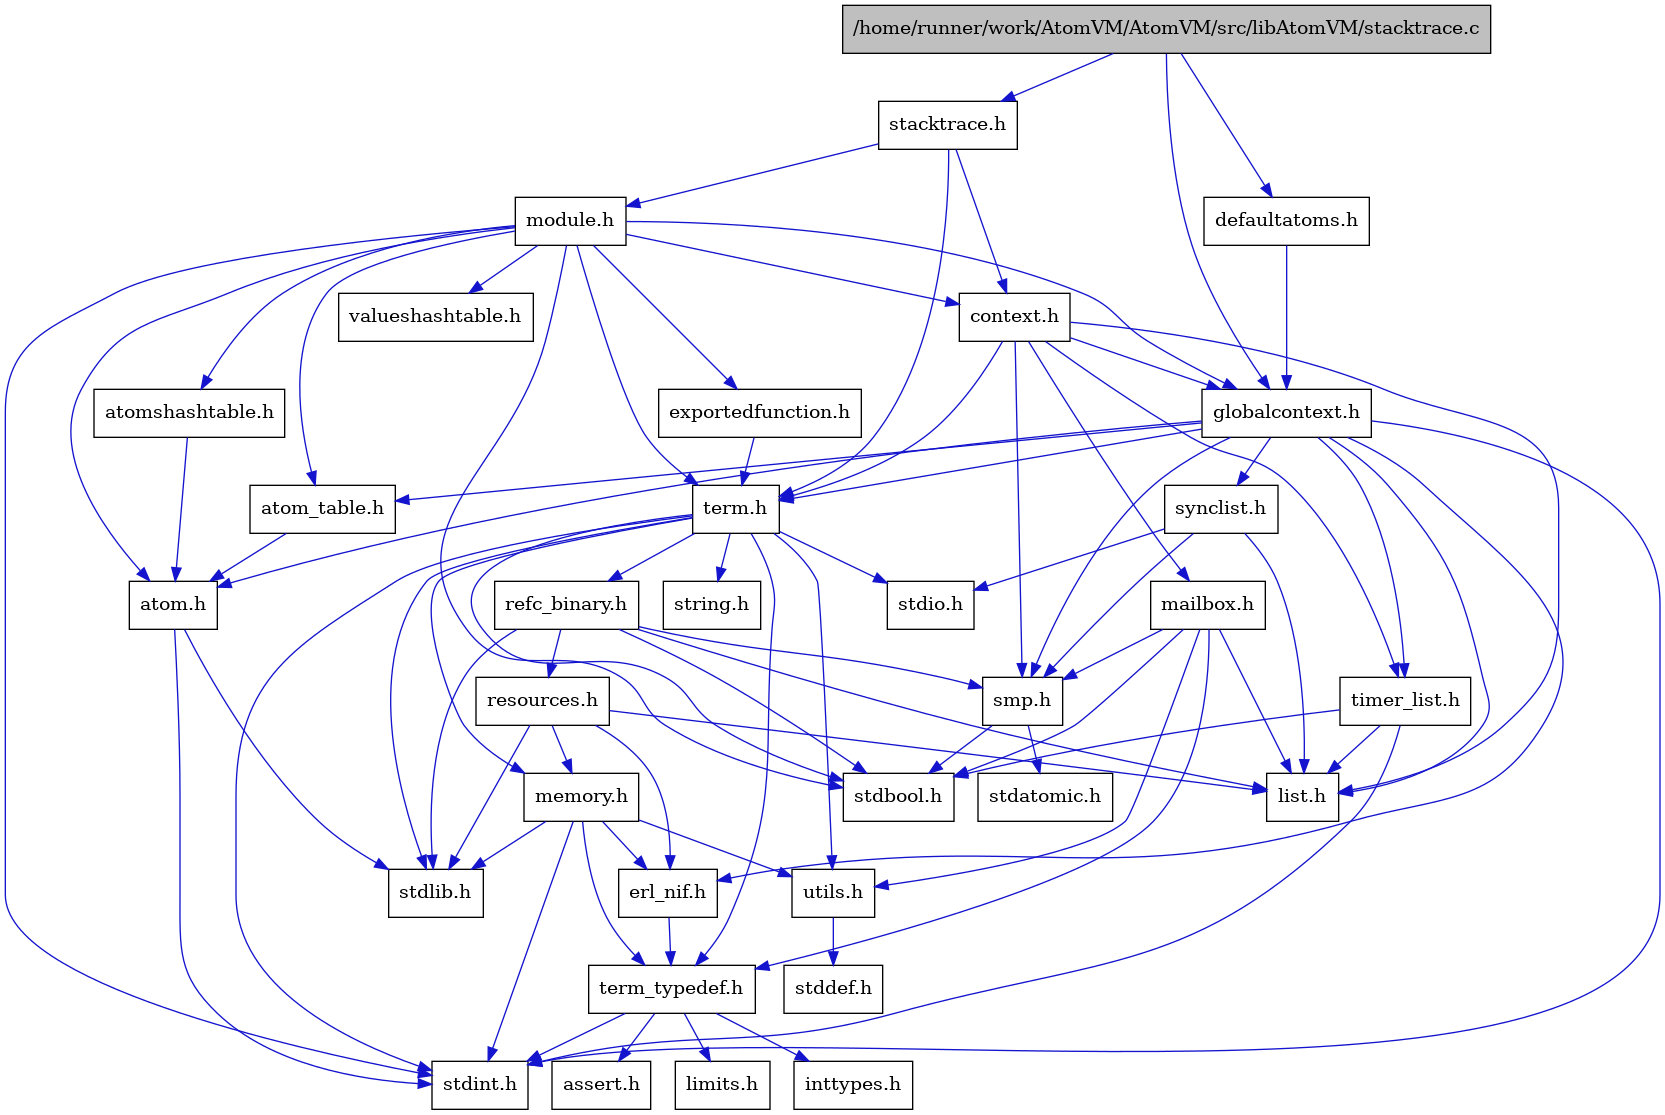 /home/runner/work/AtomVM/AtomVM/src/libAtomVM/stacktrace.c
stacktrace.h
module.h
defaultatoms.h
valueshashtable.h
context.h
atomshashtable.h
exportedfunction.h
globalcontext.h
atom_table.h
term.h
synclist.h
atom.h
refc_binary.h
string.h
stdio.h
mailbox.h
resources.h
smp.h
timer_list.h
memory.h
stdbool.h
stdatomic.h
list.h
stdlib.h
erl_nif.h
utils.h
term_typedef.h
stddef.h
stdint.h
assert.h
limits.h
inttypes.h